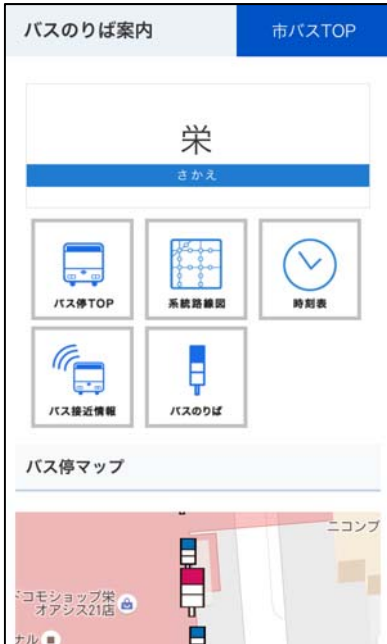 バスのりば案内
市バスTOP
栄
さかえ
バス停TOP
系統路線図
時刻表
バス接近情報
バスのりば
バス停マップ
ニコンプ
ドコモショップ栄
オアシス21店
ナル